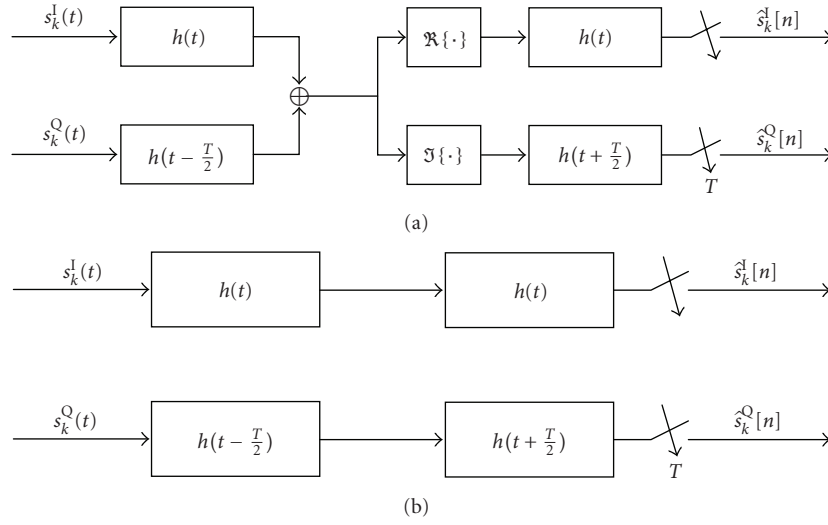 s_k^I(t) h(t) ℜ{·} h(t) ŝ_k^I[n]
⊕
s_k^Q(t) h(t − T/2) ℑ{·} h(t + T/2) ŝ_k^Q[n]
T
(a)
s_k^I(t) h(t) h(t) ŝ_k^I[n]
s_k^Q(t) h(t − T/2) h(t + T/2) ŝ_k^Q[n]
T
(b)